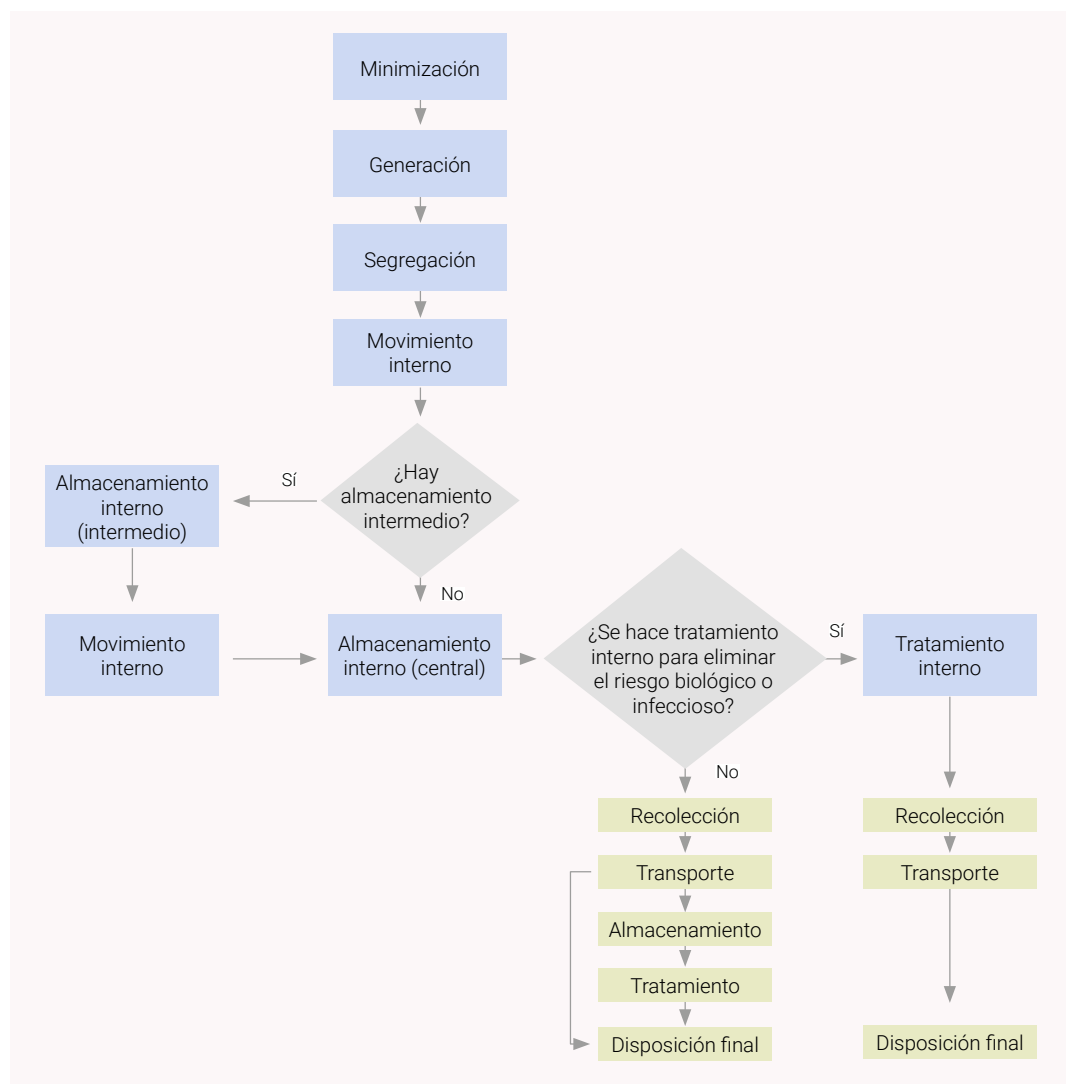 Minimización
Generación
Segregación
Movimiento
interno
¿Hay
almacenamiento
intermedio?
Sí
No
Almacenamiento
interno
(intermedio)
Movimiento
interno
Almacenamiento
interno (central)
¿Se hace tratamiento
interno para eliminar
el riesgo biológico o
infeccioso?
Sí
No
Tratamiento
interno
Recolección
Transporte
Almacenamiento
Tratamiento
Disposición final
Recolección
Transporte
Disposición final